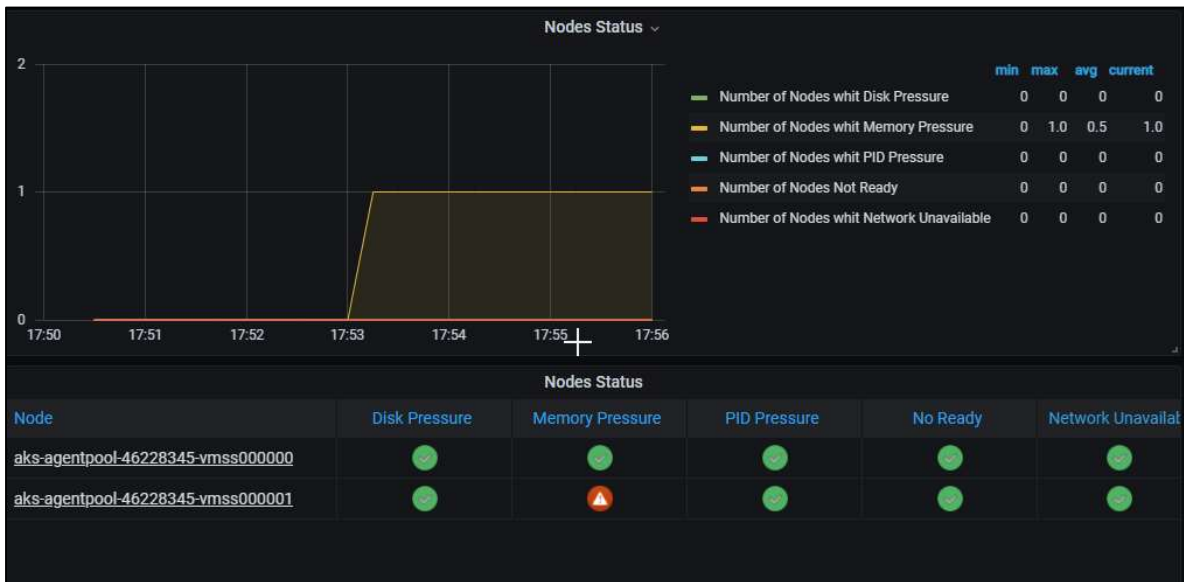 Nodes Status
min max avg current
2
Number of Nodes whit Disk Pressure 0 0 0 0
Number of Nodes whit Memory Pressure 0 1.0 0.5 1.0
Number of Nodes whit PID Pressure 0 0 0 0
1
Number of Nodes Not Ready 0 0 0 0
Number of Nodes whit Network Unavailable 0 0 0 0
0
17:50 17:51 17:52 17:53 17:54 17:55 17:56
Nodes Status
Node Disk Pressure Memory Pressure PID Pressure No Ready Network Unavailab
aks-agentpool-46228345-vmss000000
aks-agentpool-46228345-vmss000001